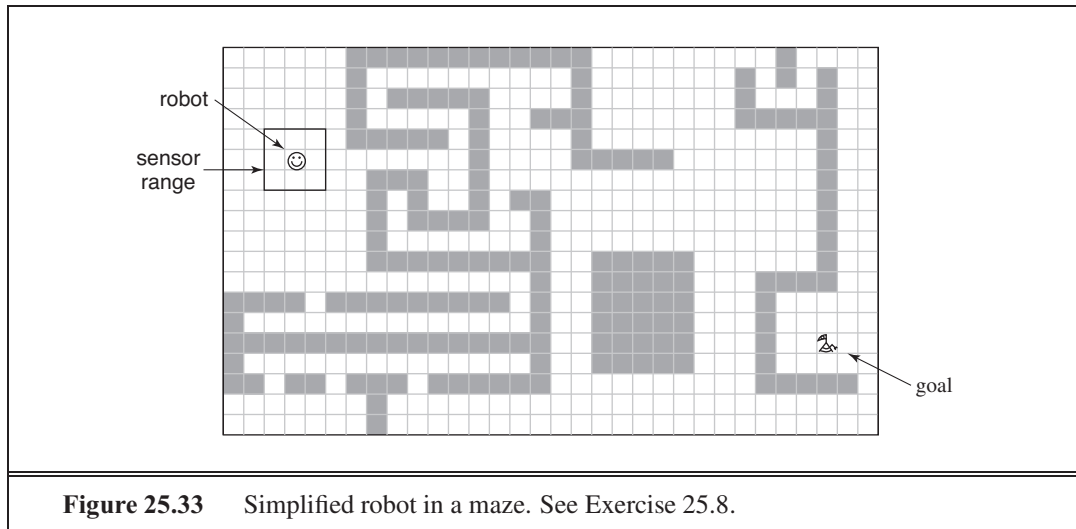 robot
sensor
range
goal
Figure 25.33 Simplified robot in a maze. See Exercise 25.8.